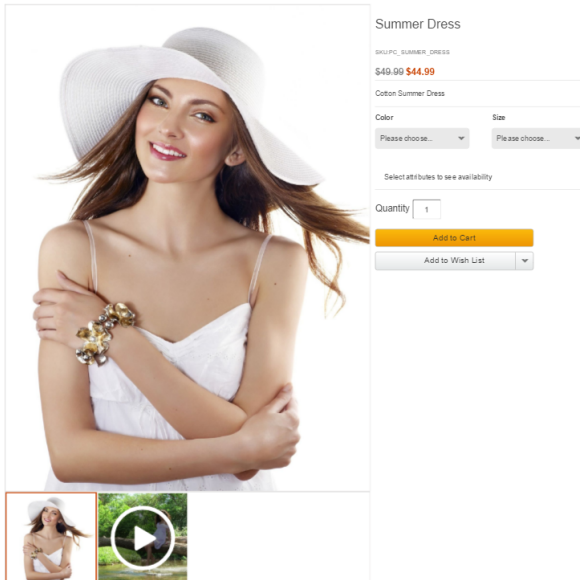 Summer Dress
SKU:PC_SUMMER_DRESS
$49.99 $44.99
Cotton Summer Dress
Color Size
Please choose... Please choose...
Select attributes to see availability
Quantity 1
Add to Cart
Add to Wish List